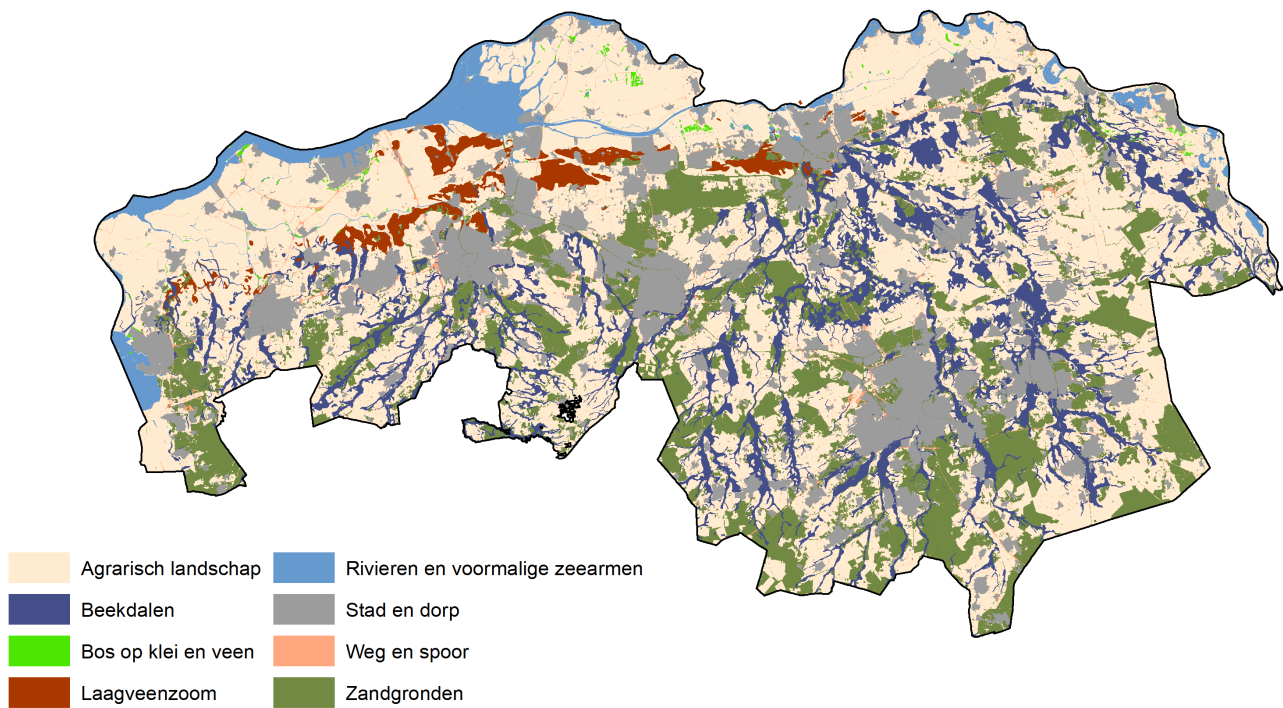 Agrarisch landschap
Beekdalen
Bos op klei en veen
Laagveenzoom
Rivieren en voormalige zeearmen
Stad en dorp
Weg en spoor
Zandgronden